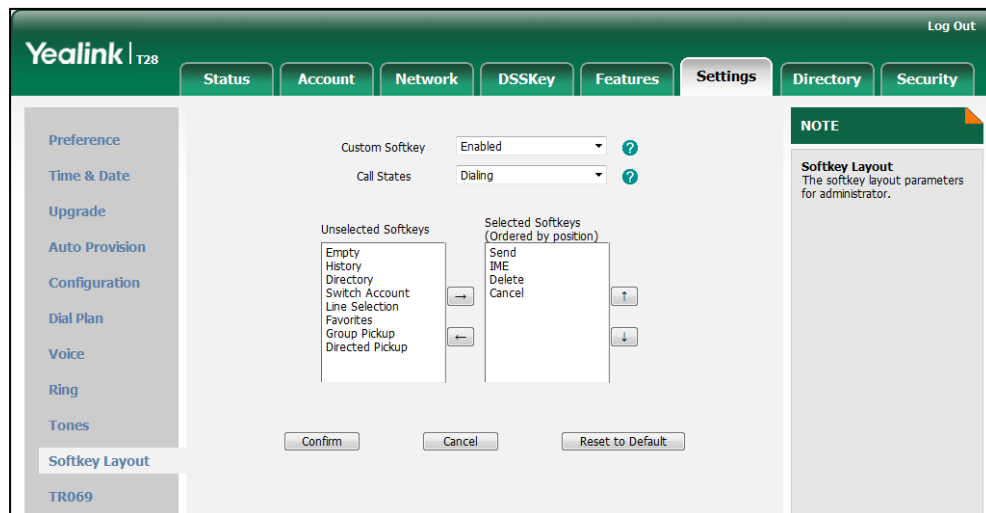 Log Out
Yealink | T28
Status Account Network DSSKey Features Settings Directory Security
Preference
Time & Date
Upgrade
Auto Provision
Configuration
Dial Plan
Voice
Ring
Tones
Softkey Layout
TR069
Custom Softkey Enabled ?
Call States Dialing ?
Unselected Softkeys
Empty
History
Directory
Switch Account
Line Selection
Favorites
Group Pickup
Directed Pickup
→
←
Selected Softkeys
(Ordered by position)
Send
IME
Delete
Cancel
↑
↓
Confirm Cancel Reset to Default
NOTE
Softkey Layout
The softkey layout parameters
for administrator.